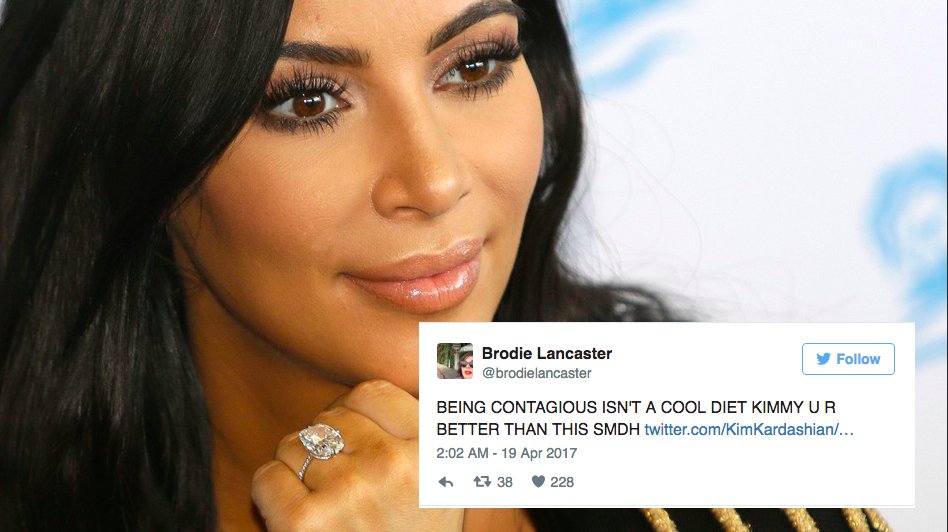 Brodie Lancaster
@brodielancaster
Follow
BEING CONTAGIOUS ISN'T A COOL DIET KIMMY U R
BETTER THAN THIS SMDH twitter.com/KimKardashian/…
2:02 AM - 19 Apr 2017
38 228